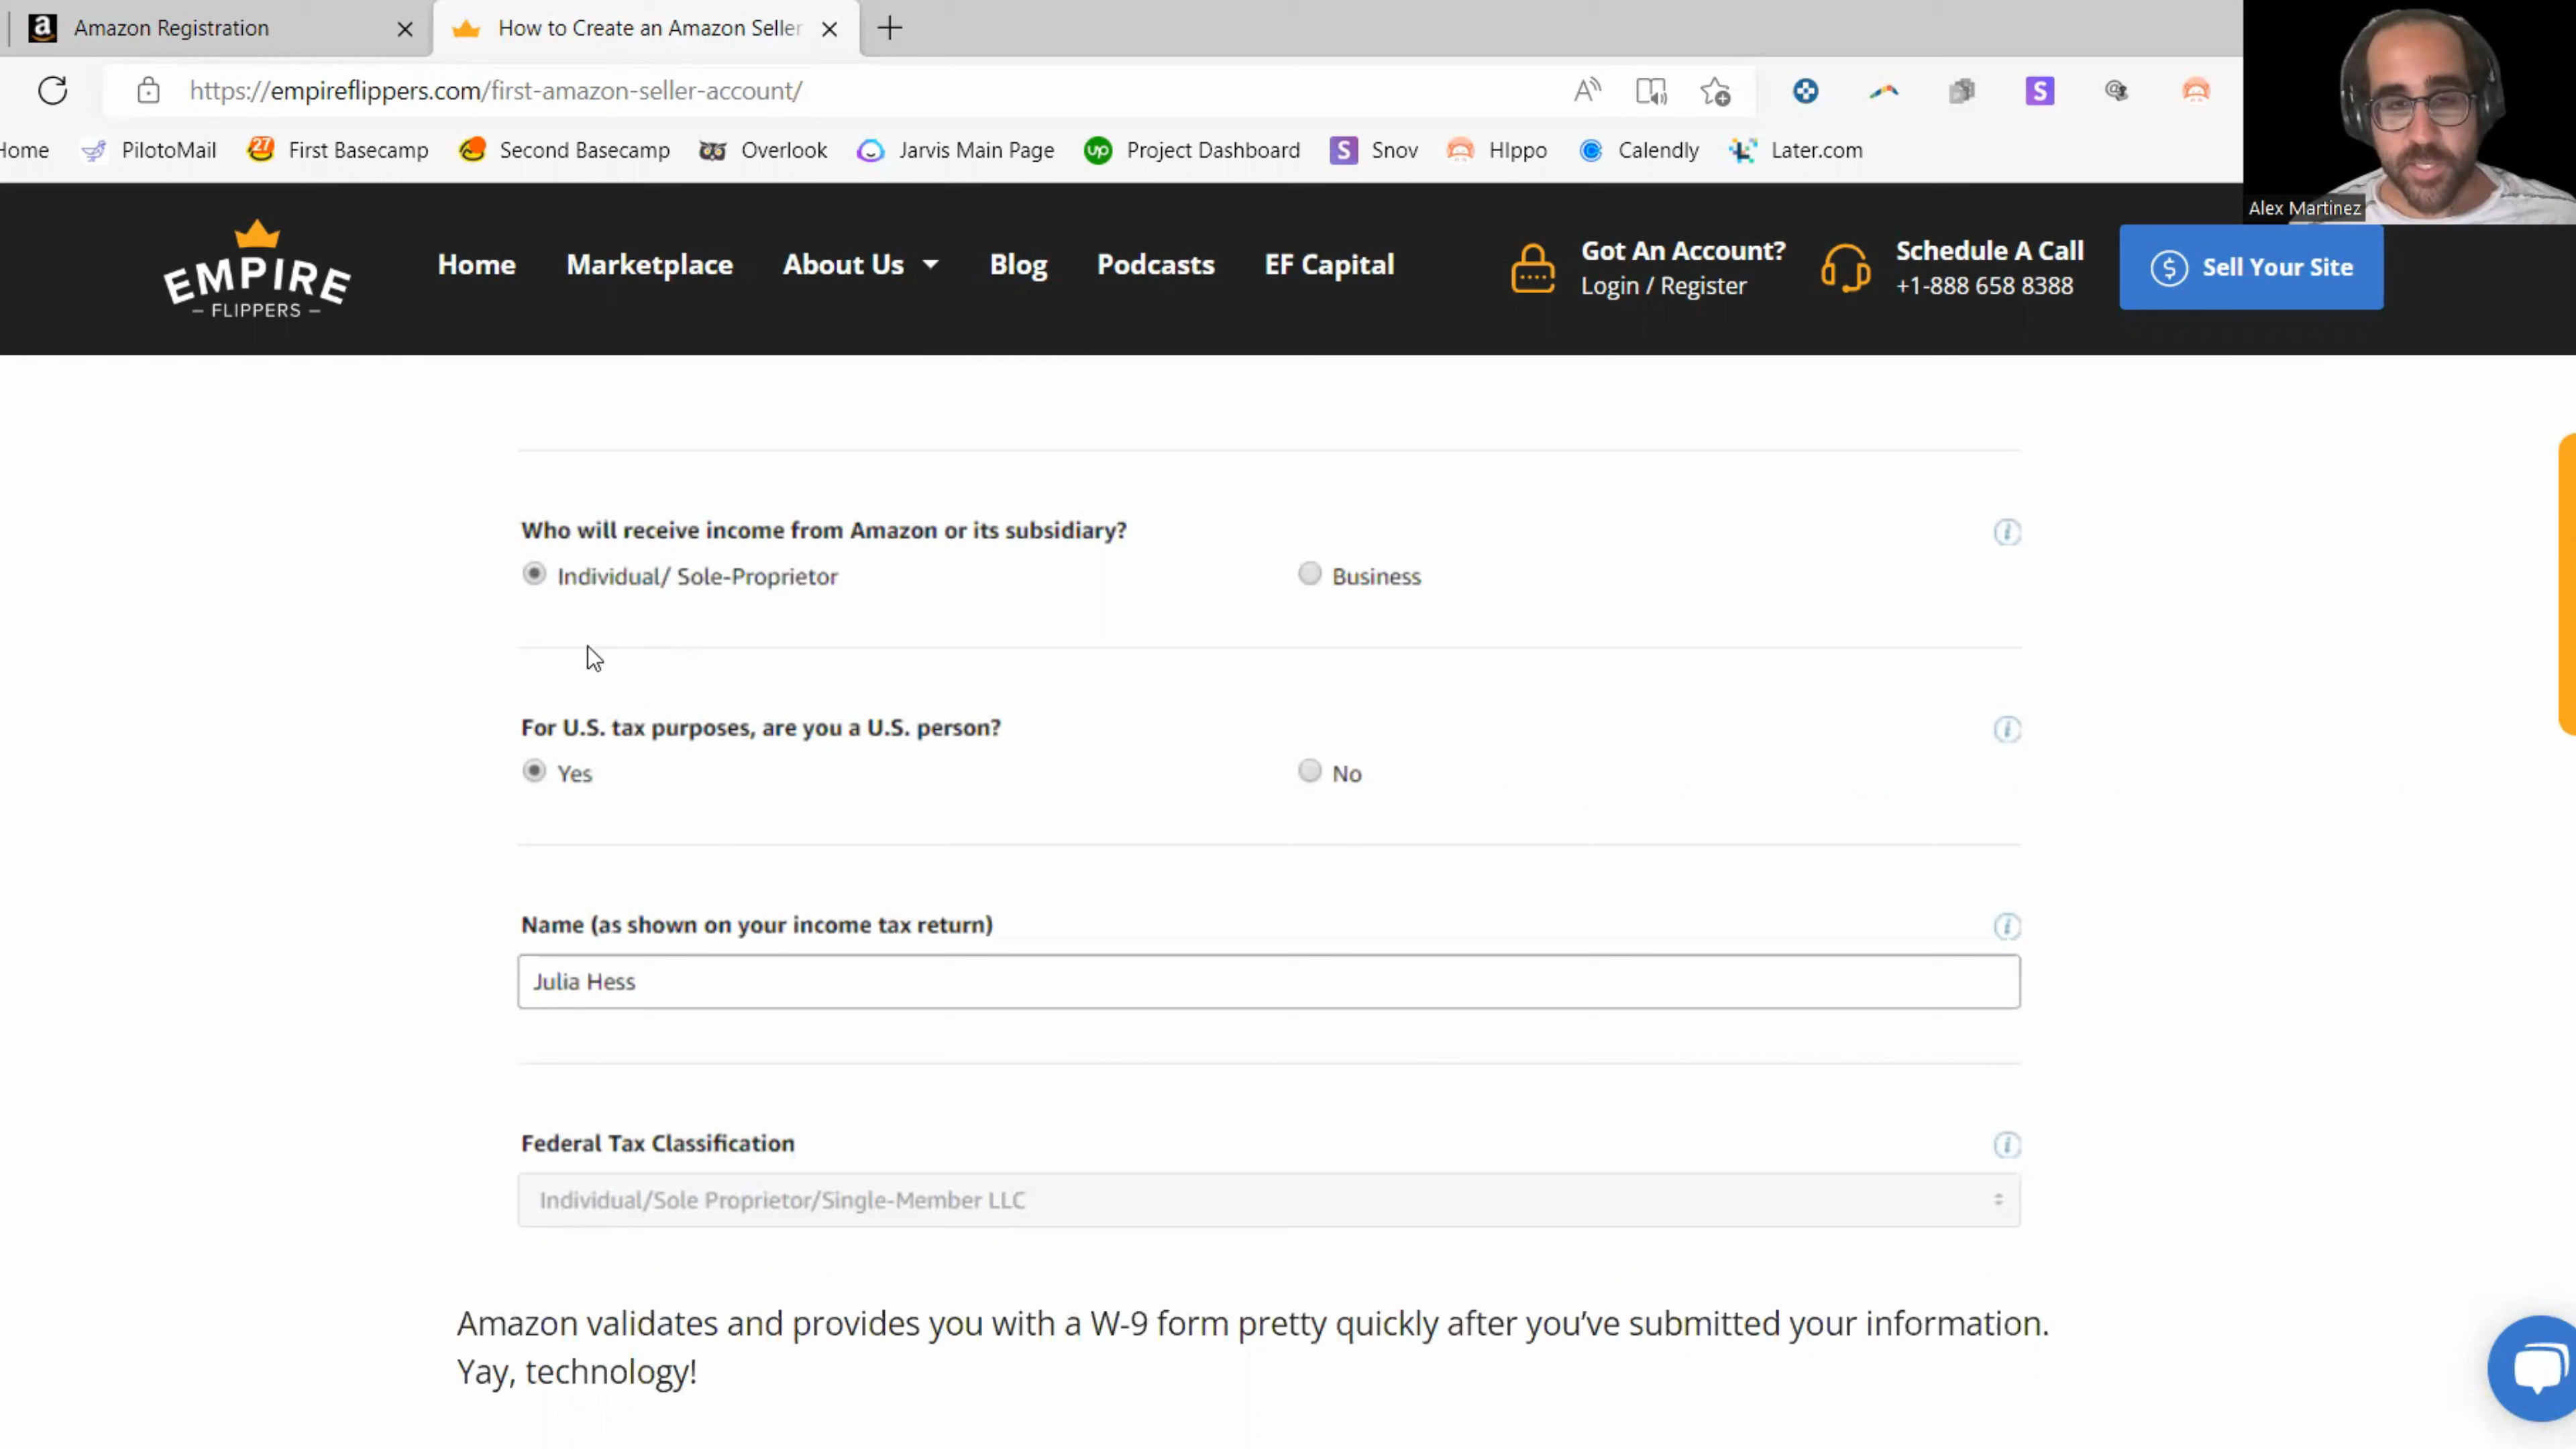 Amazon Registration
How to Create an Amazon Seller
https://empireflippers.com/first-amazon-seller-account/
Home PilotoMail First Basecamp Second Basecamp Overlook Jarvis Main Page Project Dashboard Snov HIppo Calendly Later.com
Alex Martinez
EMPIRE
FLIPPERS
Home Marketplace About Us Blog Podcasts EF Capital
Got An Account?
Login / Register
Schedule A Call
+1-888 658 8388
Sell Your Site
Who will receive income from Amazon or its subsidiary?
Individual/ Sole-Proprietor Business
For U.S. tax purposes, are you a U.S. person?
Yes No
Name (as shown on your income tax return)
Julia Hess
Federal Tax Classification
Individual/Sole Proprietor/Single-Member LLC
Amazon validates and provides you with a W-9 form pretty quickly after you've submitted your information.
Yay, technology!